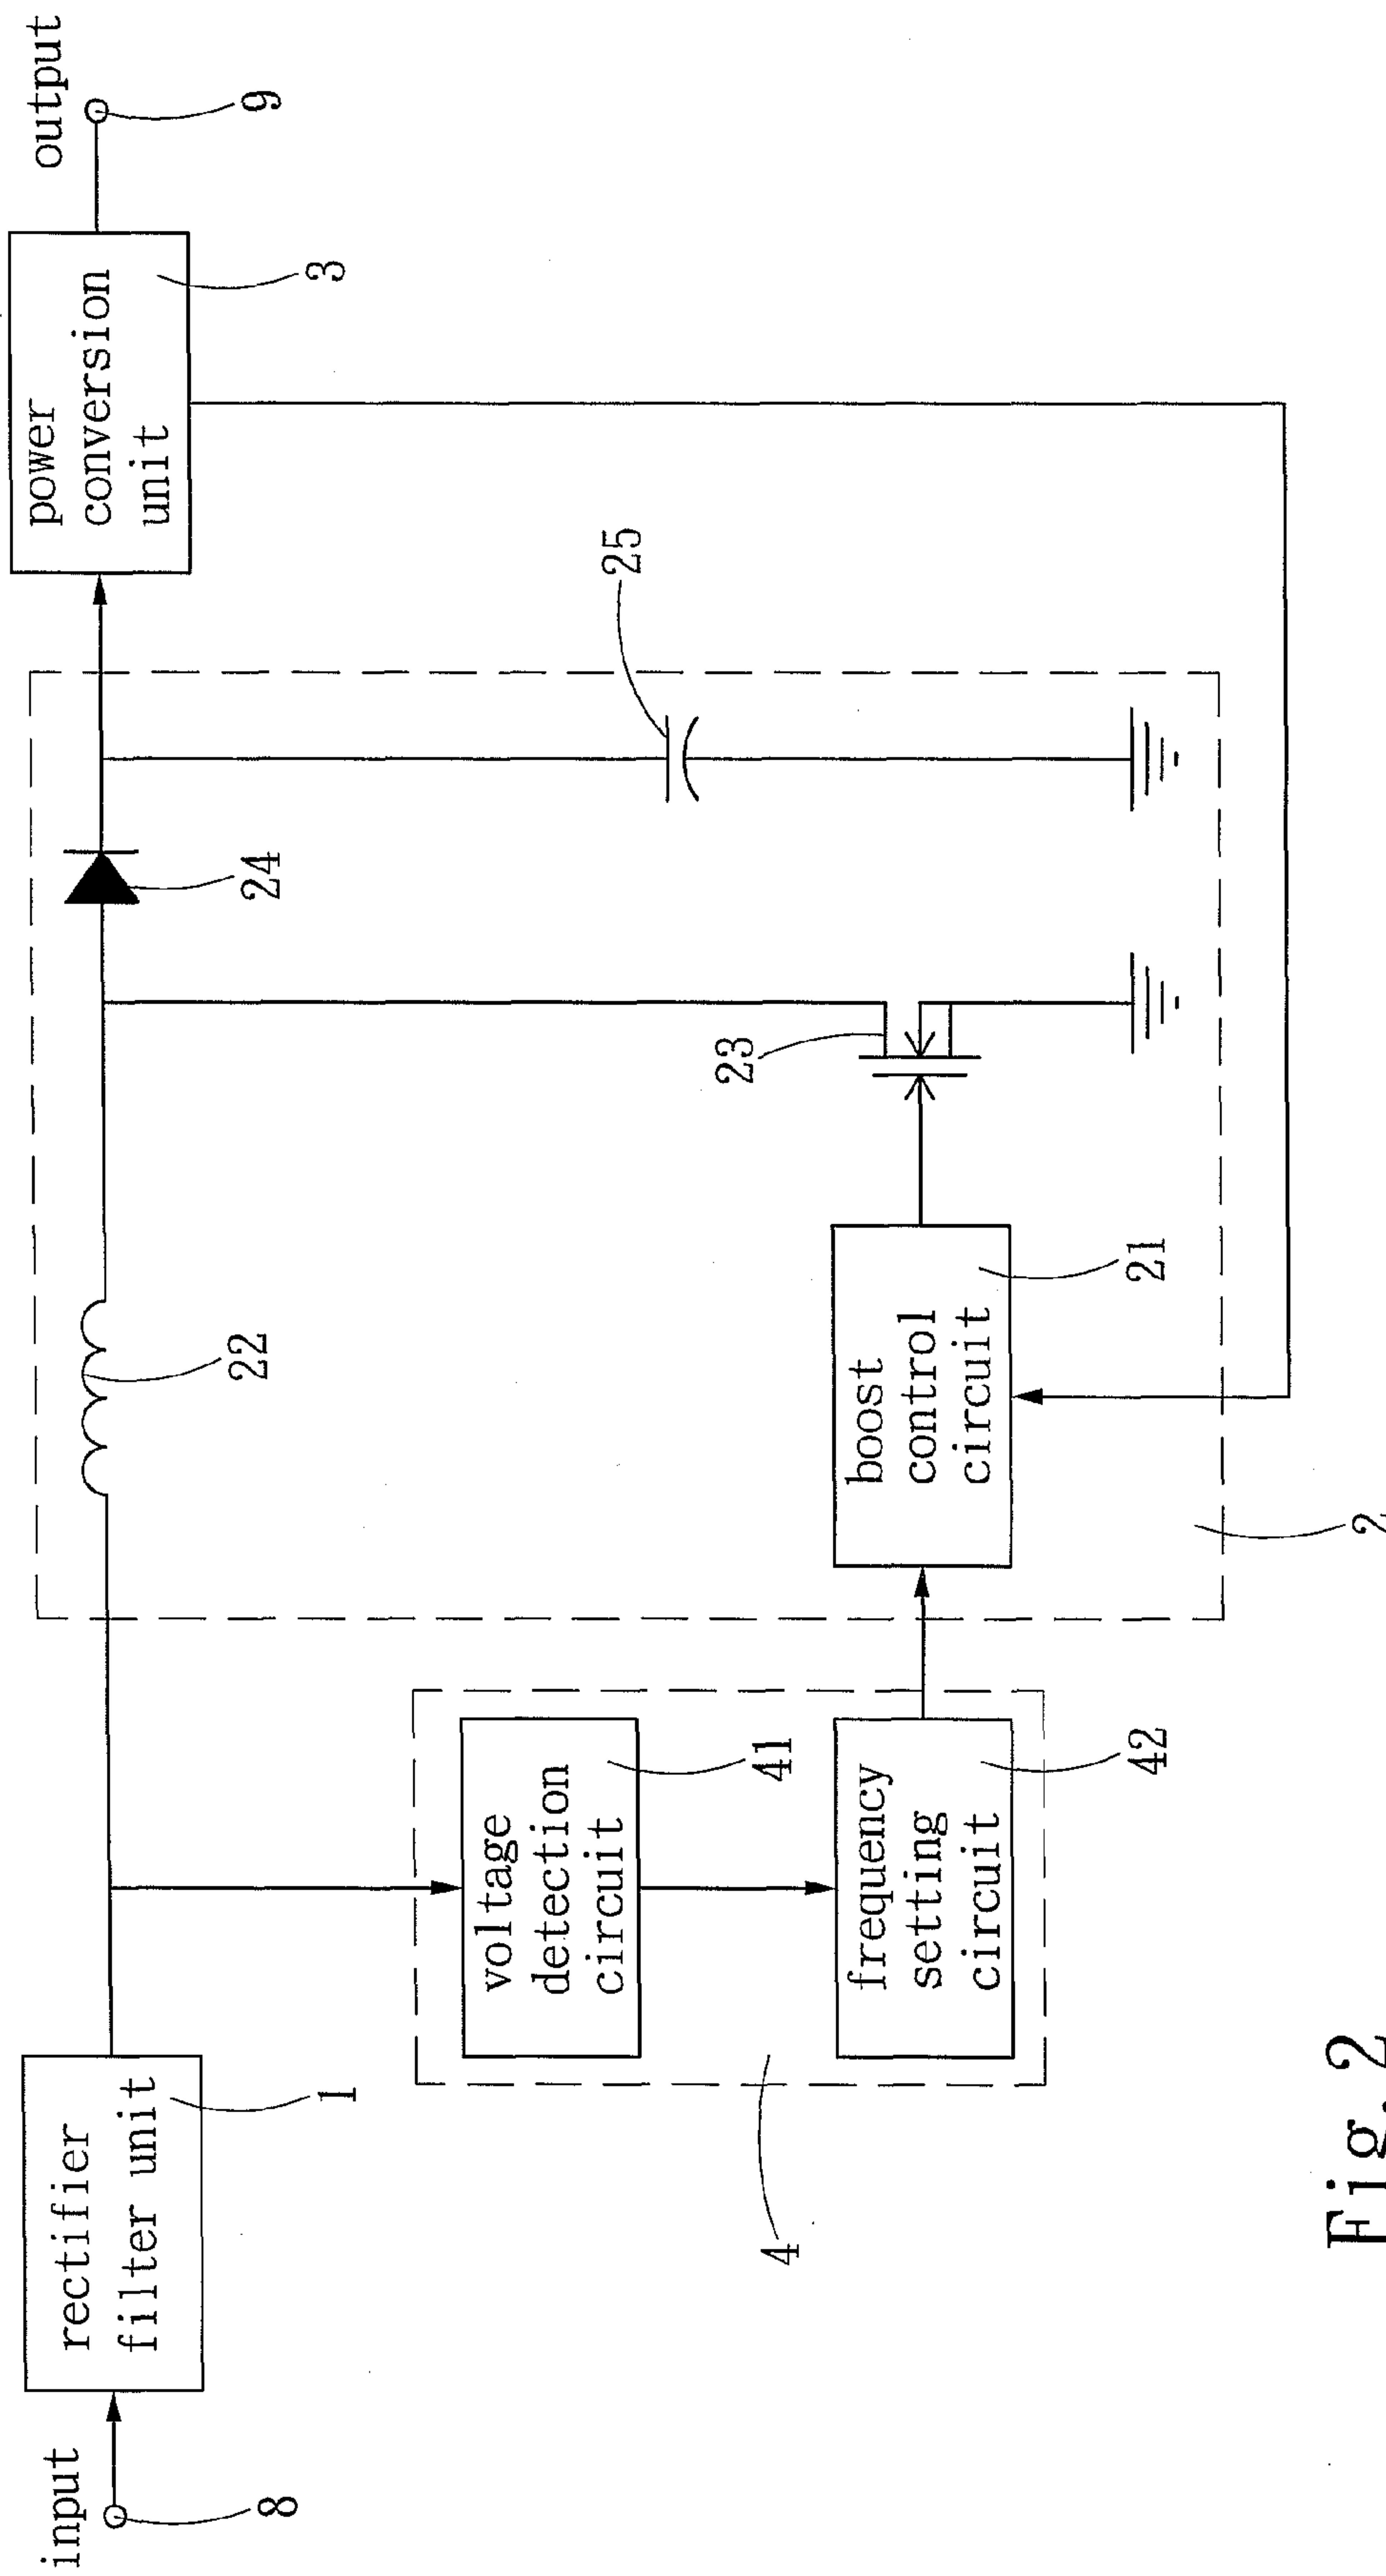 input
8
rectifier
filter unit
1
22
24
power
conversion
unit
3
output
9
25
23
voltage
detection
circuit
41
4
frequency
setting
circuit
42
boost
control
circuit
21
2
Fig. 2